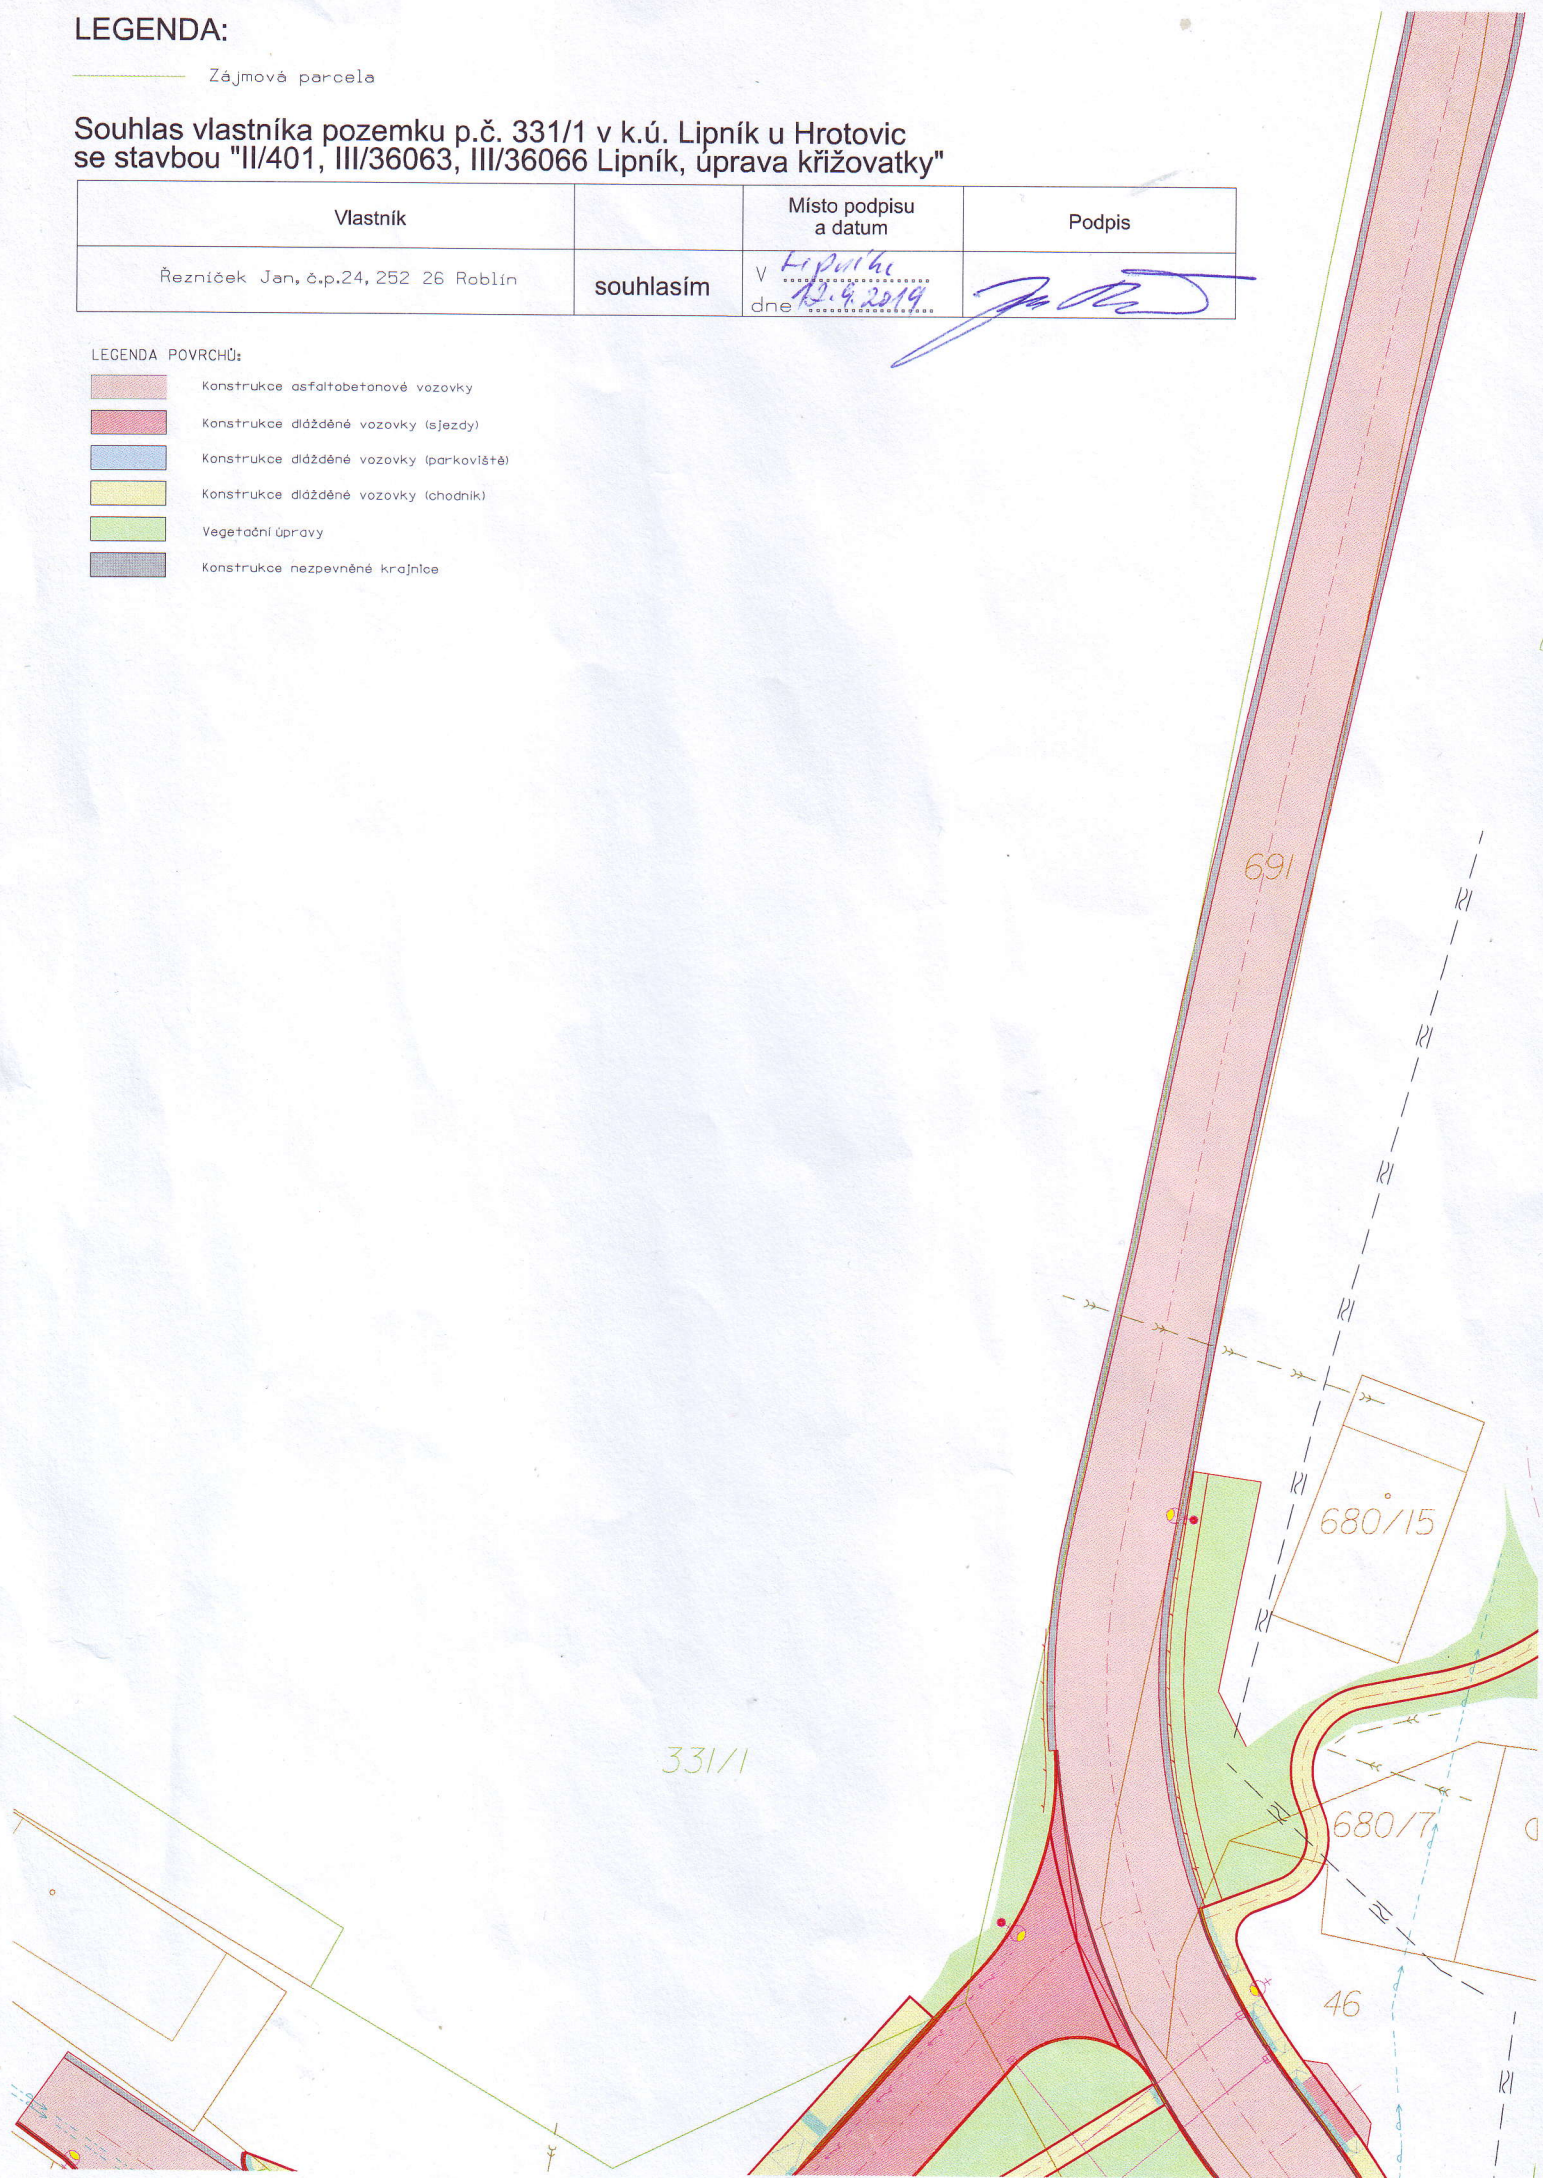 LEGENDA:
Zájmová parcela
Souhlas vlastníka pozemku p.č. 331/1 v k.ú. Lipník u Hrotovic
se stavbou "II/401, III/36063, III/36066 Lipník, úprava křižovatky"
Vlastník
Místo podpisu
a datum
Podpis
Řezníček Jan, č.p.24, 252 26 Roblín
souhlasím
V Lipníku
dne 12.9.2019
LEGENDA POVRCHŮ:
Konstrukce asfaltobetonové vozovky
Konstrukce dlážděné vozovky (sjezdy)
Konstrukce dlážděné vozovky (parkoviště)
Konstrukce dlážděné vozovky (chodník)
Vegetační úpravy
Konstrukce nezpevněné krajnice
691
680/15
331/1
680/7
46